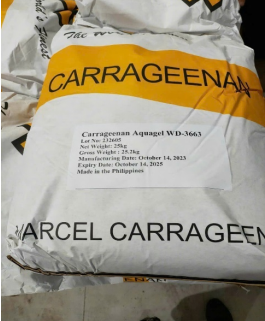 The World's Finest
CARRAGEENAN
Carrageenan Aquagel WD-3663
Lot No: 232605
Net Weight: 25kg
Gross Weight : 25.2kg
Manufacturing Date: October 14, 2023
Expiry Date: October 14, 2025
Made in the Philippines
MARCEL CARRAGEEN